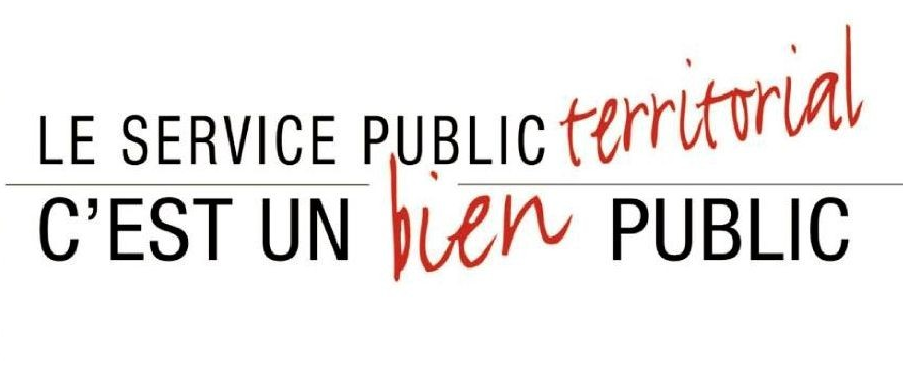 LE SERVICE PUBLIC territorial
C'EST UN bien PUBLIC